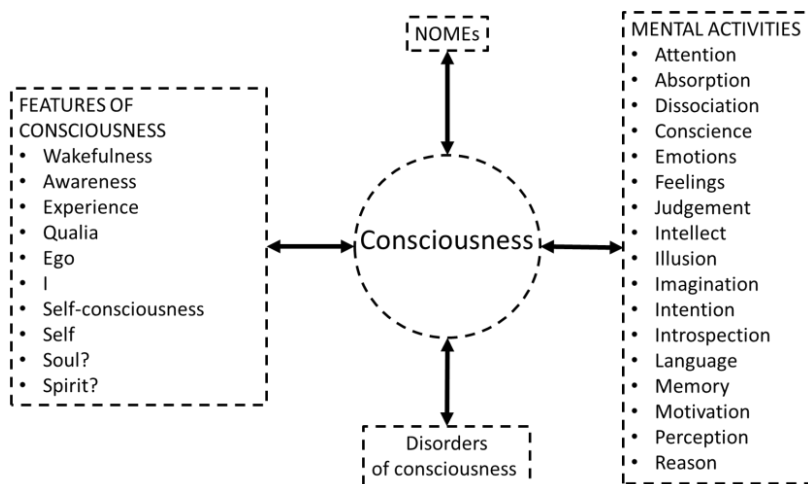 NOMEs
FEATURES OF
CONSCIOUSNESS
• Wakefulness
• Awareness
• Experience
• Qualia
• Ego
• I
• Self-consciousness
• Self
• Soul?
• Spirit?
Consciousness
MENTAL ACTIVITIES
• Attention
• Absorption
• Dissociation
• Conscience
• Emotions
• Feelings
• Judgement
• Intellect
• Illusion
• Imagination
• Intention
• Introspection
• Language
• Memory
• Motivation
• Perception
• Reason
Disorders
of consciousness